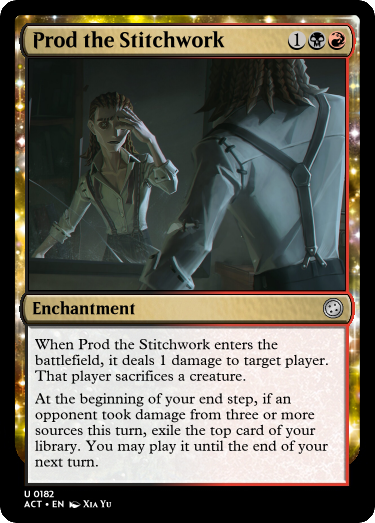 Prod the Stitchwork 1
Enchantment
When Prod the Stitchwork enters the
battlefield, it deals 1 damage to target player.
That player sacrifices a creature.
At the beginning of your end step, if an
opponent took damage from three or more
sources this turn, exile the top card of your
library. You may play it until the end of your
next turn.
U 0182
ACT • EN Xia Yu